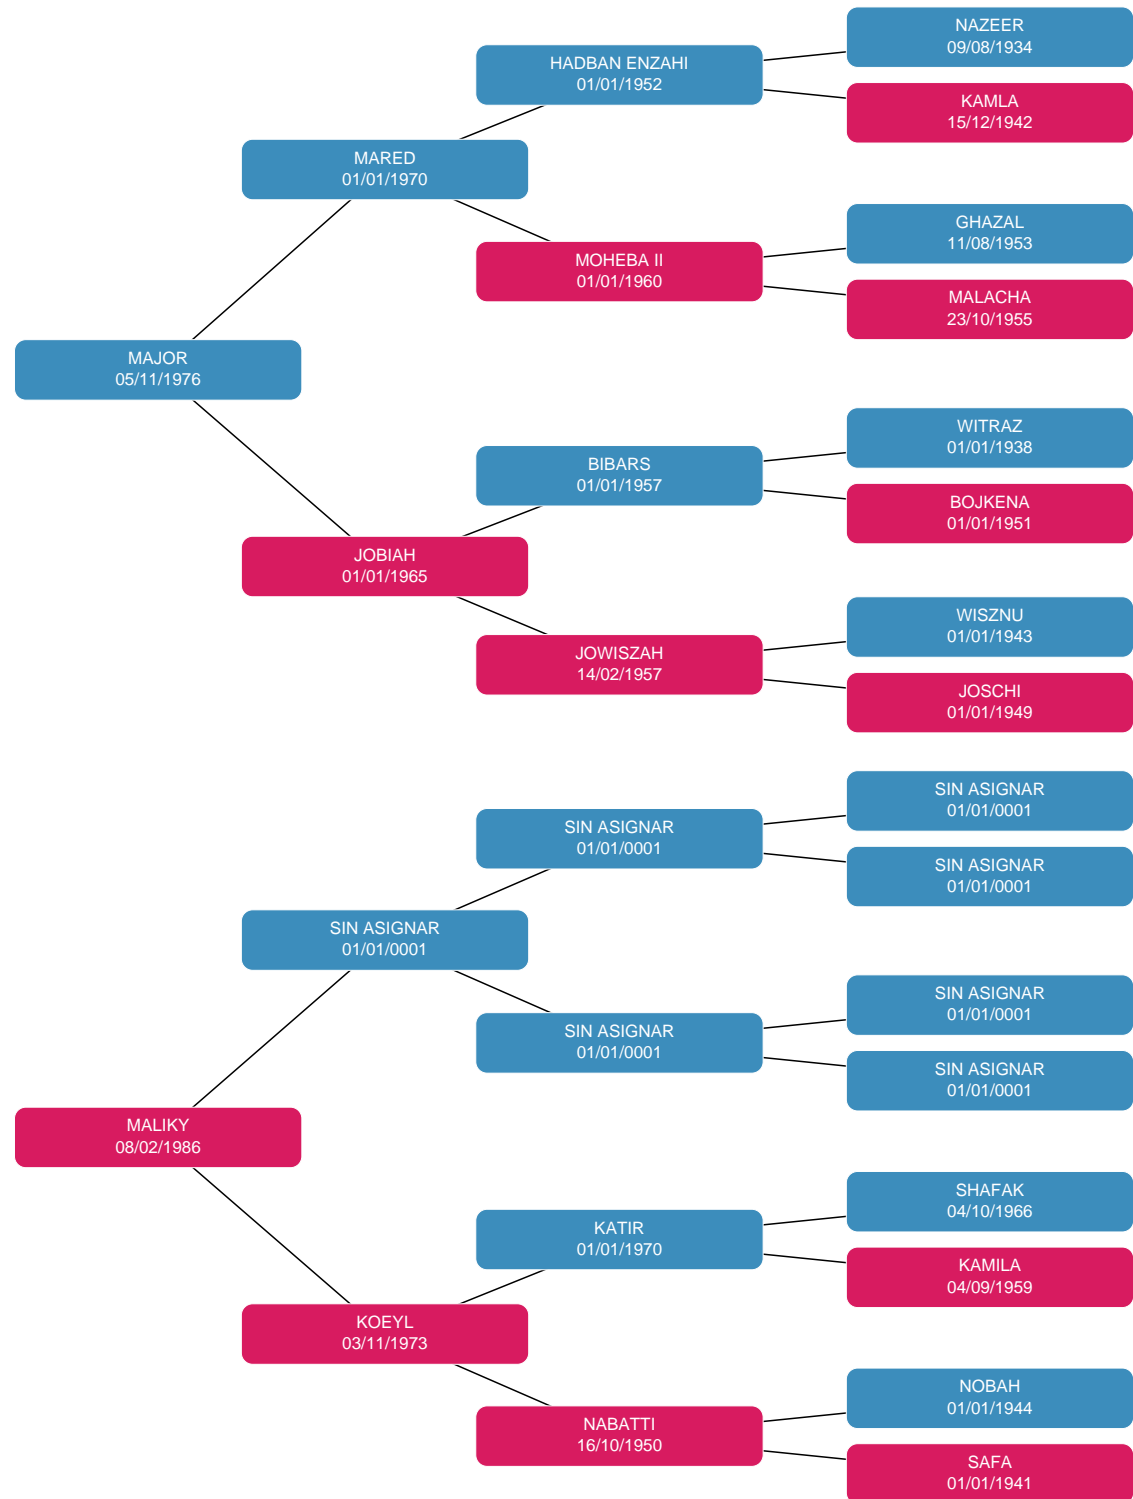 NAZEER
09/08/1934
HADBAN ENZAHI
01/01/1952
KAMLA
15/12/1942
MARED
01/01/1970
GHAZAL
11/08/1953
MOHEBA II
01/01/1960
MALACHA
23/10/1955
MAJOR
05/11/1976
WITRAZ
01/01/1938
BIBARS
01/01/1957
BOJKENA
01/01/1951
JOBIAH
01/01/1965
WISZNU
01/01/1943
JOWISZAH
14/02/1957
JOSCHI
01/01/1949
SIN ASIGNAR
01/01/0001
SIN ASIGNAR
01/01/0001
SIN ASIGNAR
01/01/0001
SIN ASIGNAR
01/01/0001
SIN ASIGNAR
01/01/0001
SIN ASIGNAR
01/01/0001
SIN ASIGNAR
01/01/0001
MALIKY
08/02/1986
SHAFAK
04/10/1966
KATIR
01/01/1970
KAMILA
04/09/1959
KOEYL
03/11/1973
NOBAH
01/01/1944
NABATTI
16/10/1950
SAFA
01/01/1941